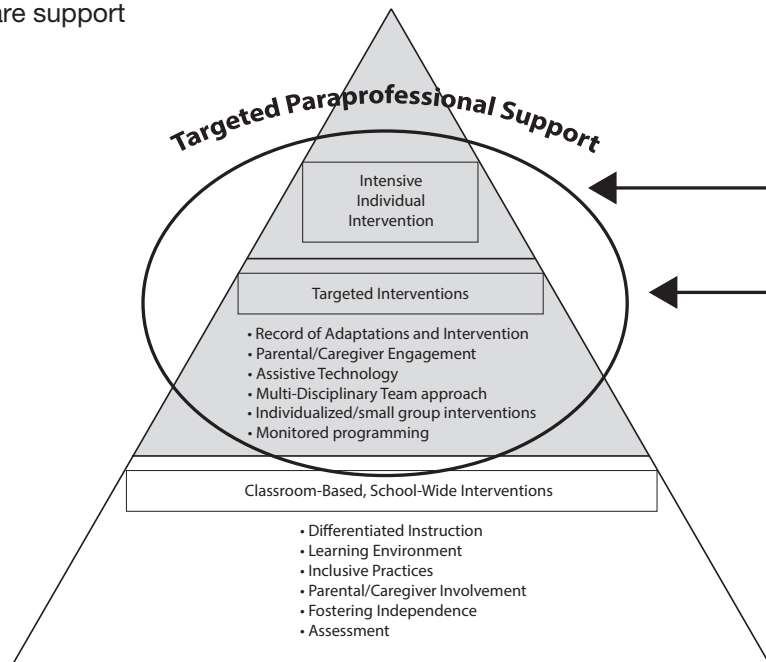 are support
Targeted Paraprofessional Support
Intensive
Individual
Intervention
Targeted Interventions
• Record of Adaptations and Intervention
• Parental/Caregiver Engagement
• Assistive Technology
• Multi-Disciplinary Team approach
• Individualized/small group interventions
• Monitored programming
Classroom-Based, School-Wide Interventions
• Differentiated Instruction
• Learning Environment
• Inclusive Practices
• Parental/Caregiver Involvement
• Fostering Independence
• Assessment